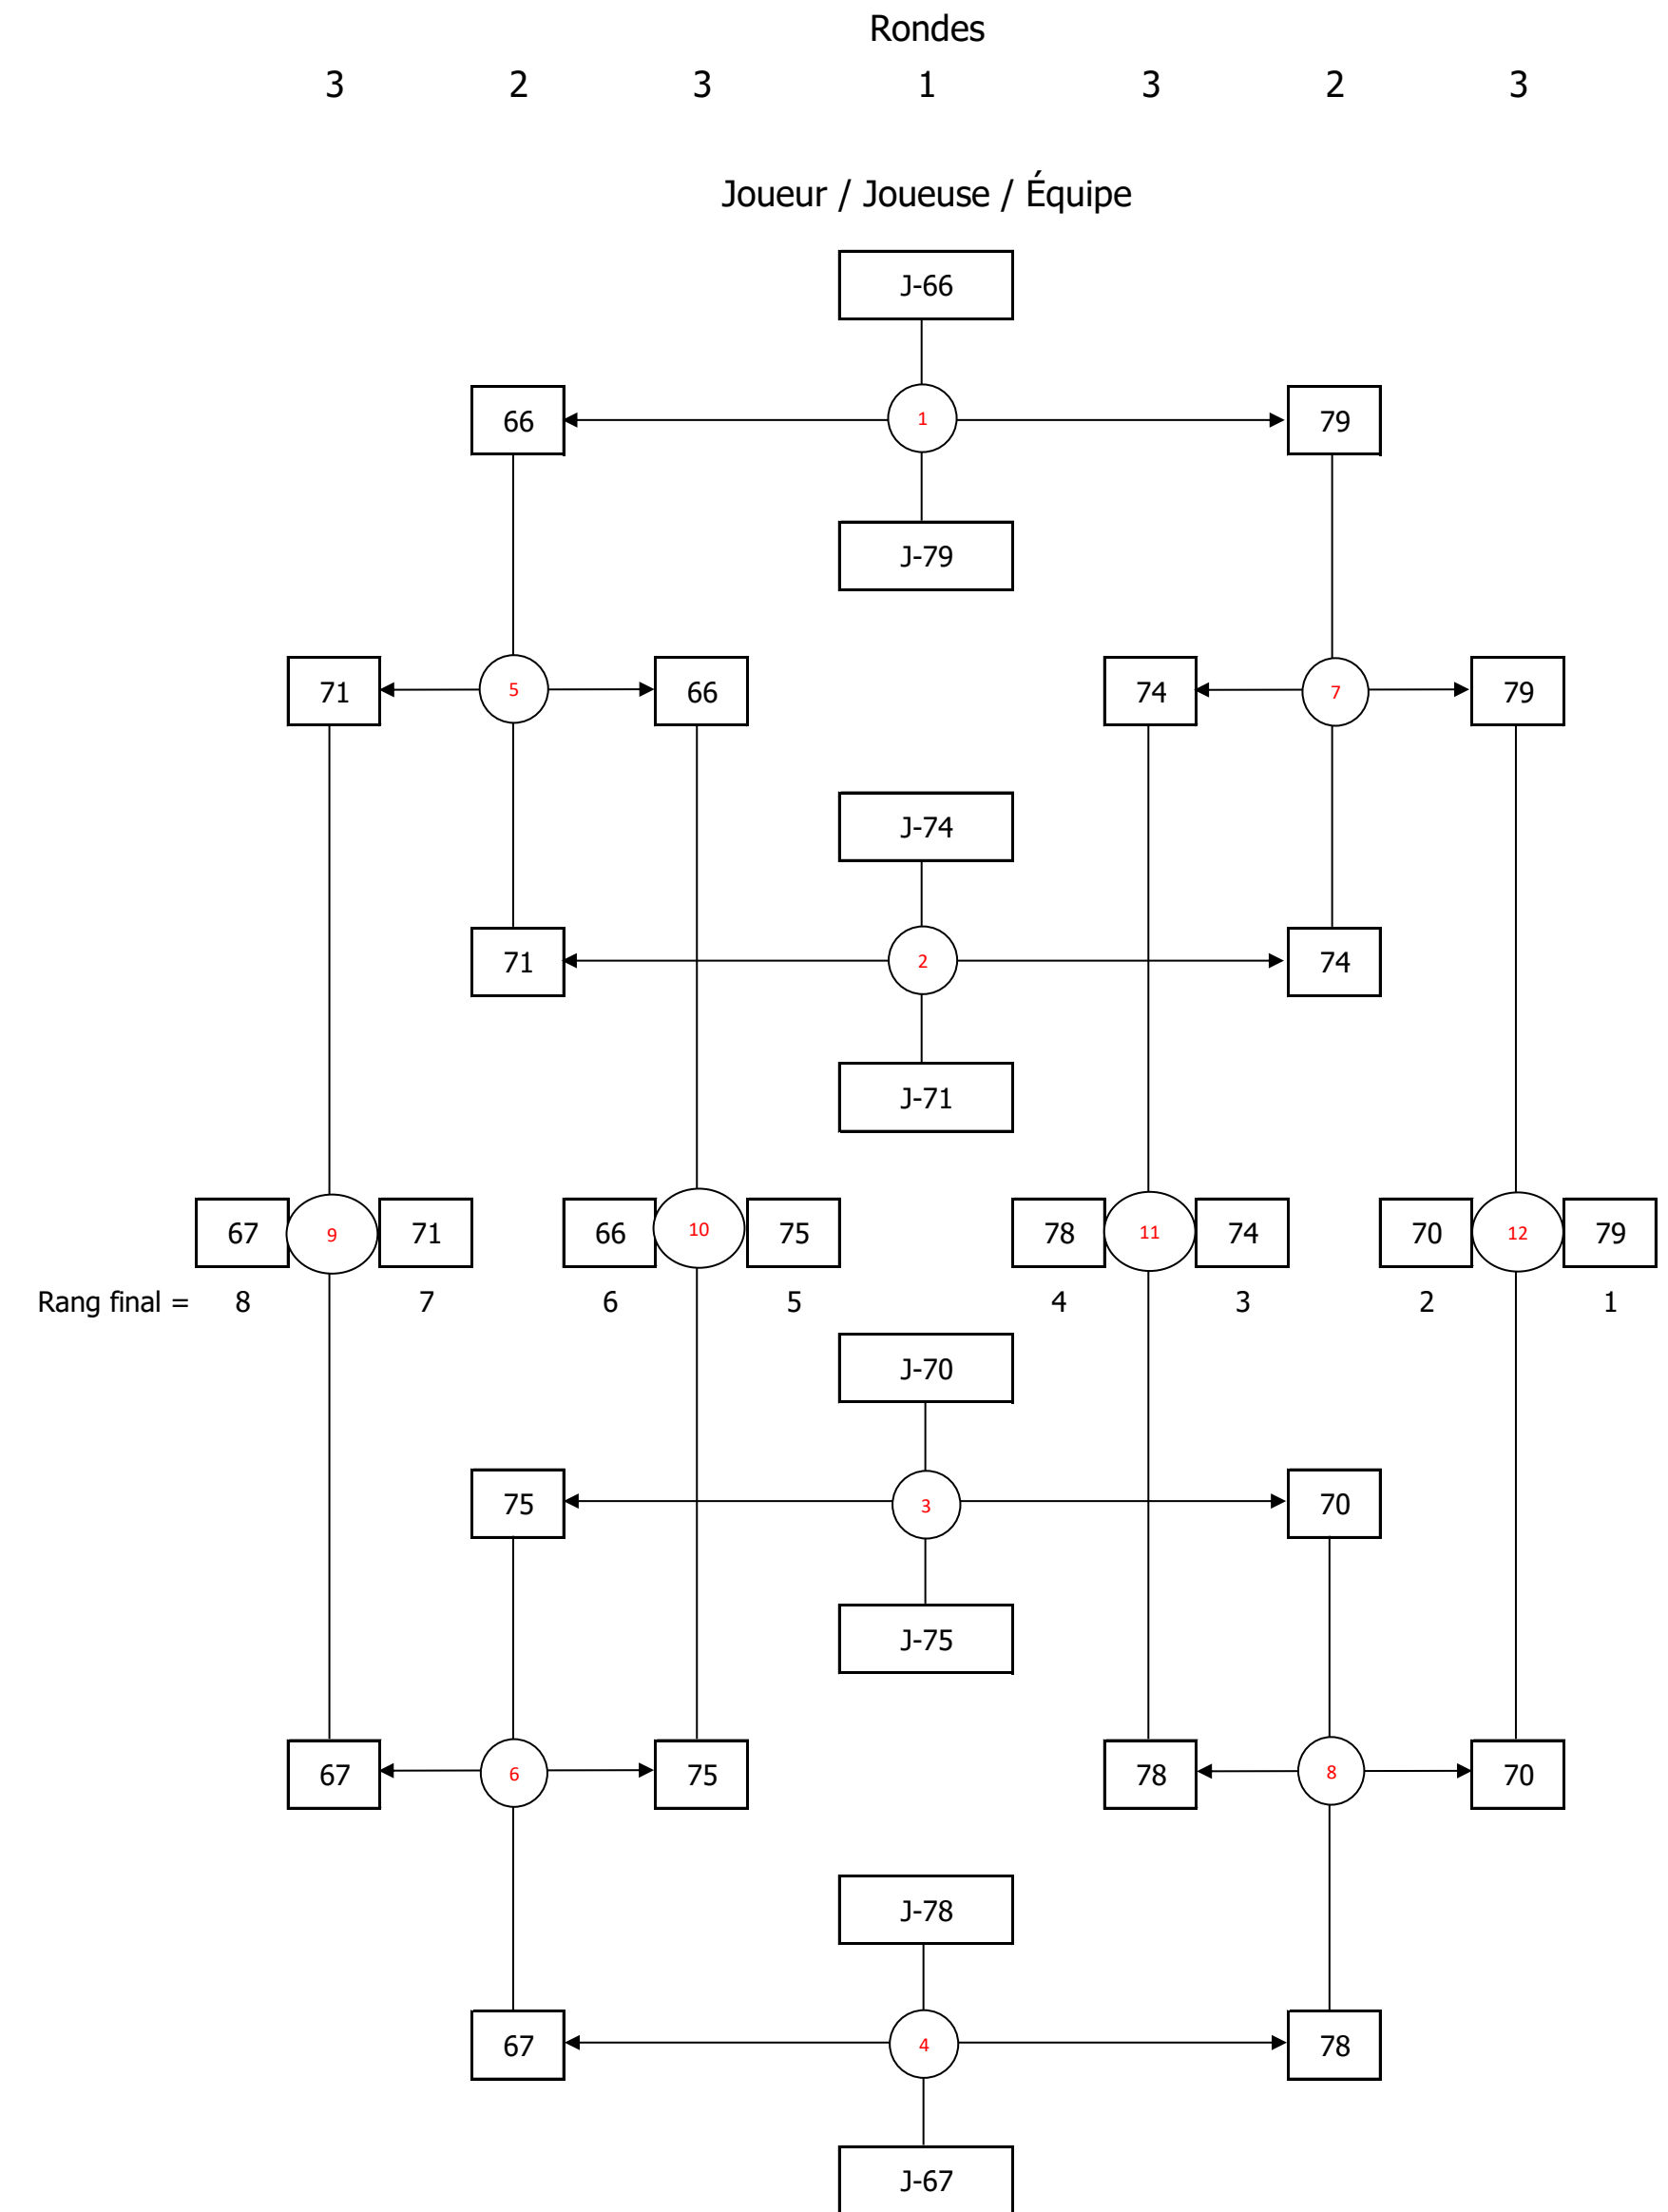 Rondes
3 2 3 1 3 2 3
Joueur / Joueuse / Équipe
J-66
66 1 79
J-79
71 5 66 74 7 79
J-74
71 2 74
J-71
67 9 71 66 10 75 78 11 74 70 12 79
Rang final = 8 7 6 5 4 3 2 1
J-70
75 3 70
J-75
67 6 75 78 8 70
J-78
67 4 78
J-67